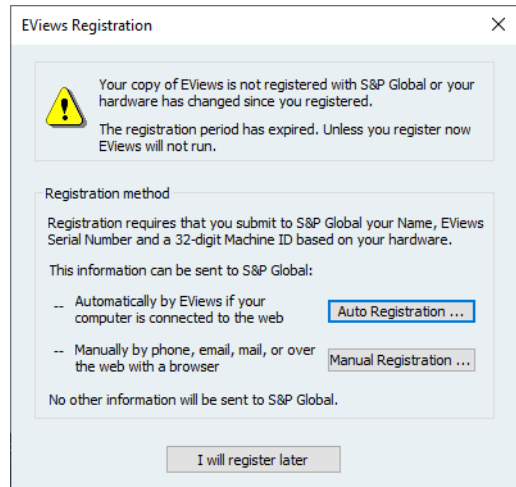 EViews Registration
Your copy of EViews is not registered with S&P Global or your
hardware has changed since you registered.
The registration period has expired. Unless you register now
EViews will not run.
Registration method
Registration requires that you submit to S&P Global your Name, EViews
Serial Number and a 32-digit Machine ID based on your hardware.
This information can be sent to S&P Global:
-- Automatically by EViews if your
computer is connected to the web
Auto Registration ...
-- Manually by phone, email, mail, or over
the web with a browser
Manual Registration ...
No other information will be sent to S&P Global.
I will register later